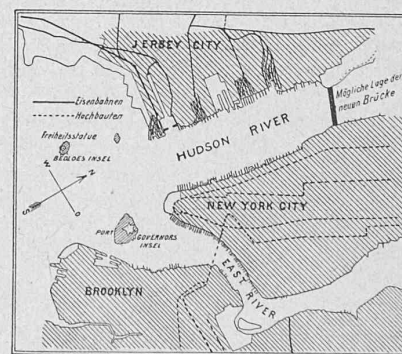 JERSEY CITY
Eisenbahnen
Hochbauten
Mögliche Lage der
neuen Brücke
HUDSON RIVER
Freiheitsstatue
BEDLOES INSEL
N
W
S
O
NEW YORK CITY
FORT
GOVERNORS
INSEL
EAST RIVER
BROOKLYN